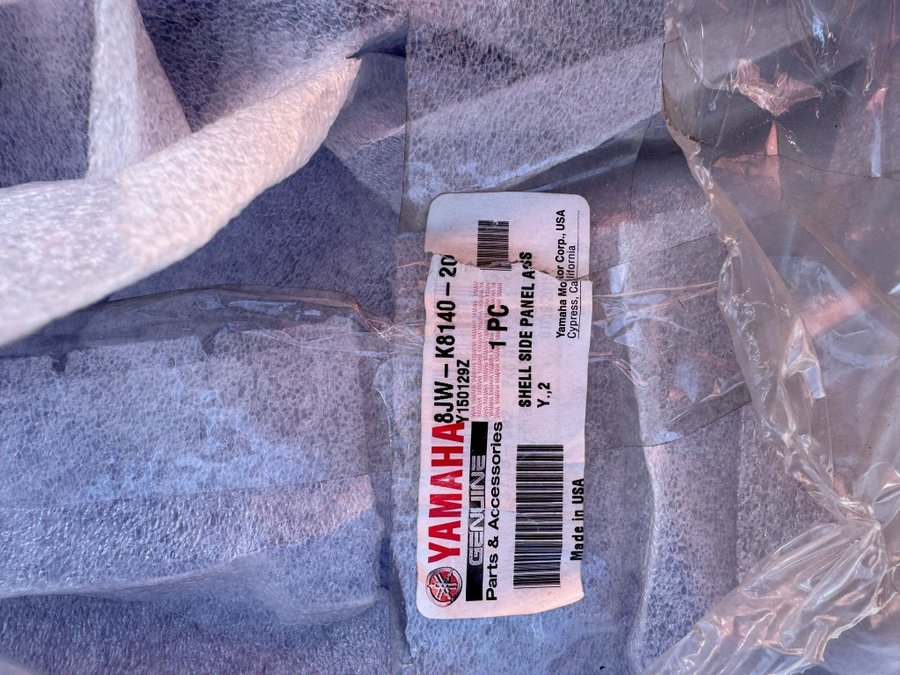 YAMAHA
GENUINE
Parts & Accessories
8JW-K8140-20
Y150129Z
1 PC
SHELL SIDE PANEL ASS
Y.,2
Made in USA
Yamaha Motor Corp., USA
Cypress, California